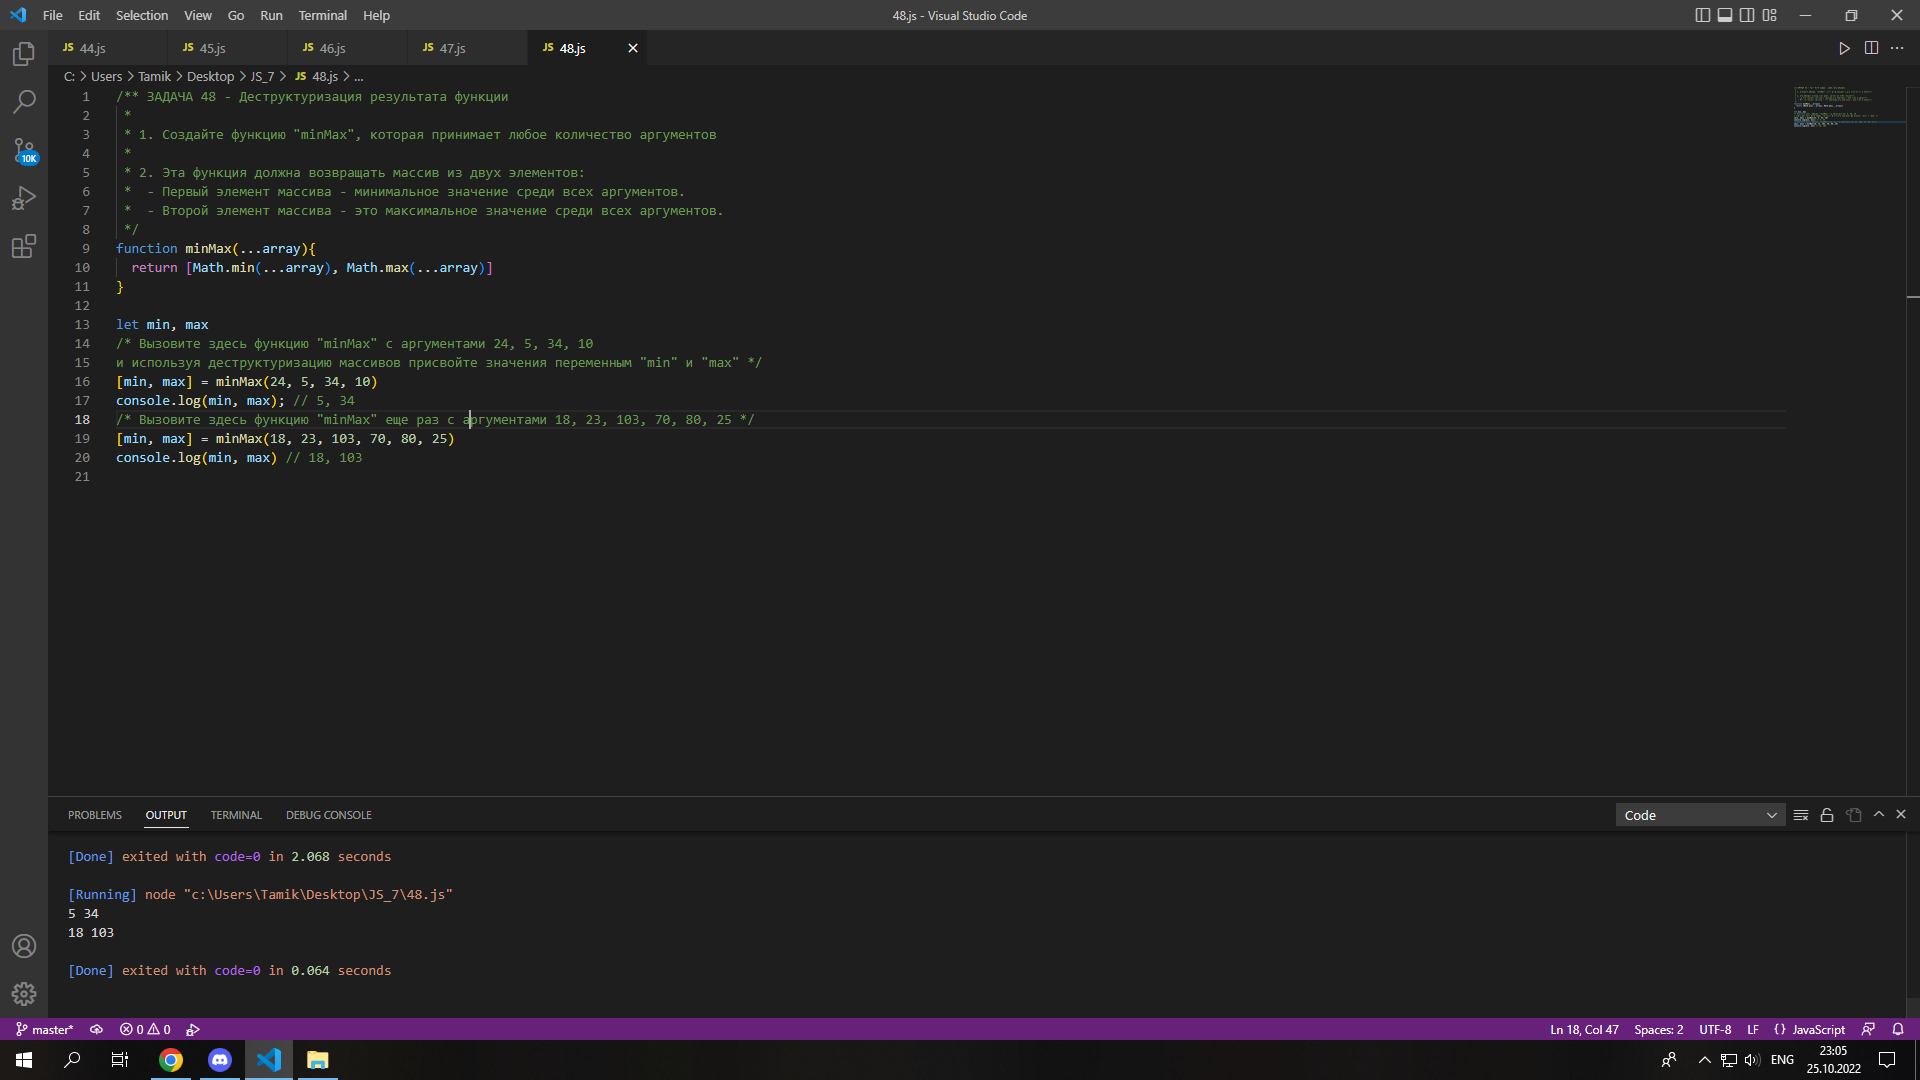 File Edit Selection View Go Run Terminal Help 48.js - Visual Studio Code
JS 44.js JS 45.js JS 46.js JS 47.js JS 48.js
C: > Users > Tamik > Desktop > JS_7 > JS 48.js > ...
1 /** ЗАДАЧА 48 - Деструктуризация результата функции
2 *
3 * 1. Создайте функцию "minMax", которая принимает любое количество аргументов
4 *
5 * 2. Эта функция должна возвращать массив из двух элементов:
6 * - Первый элемент массива - минимальное значение среди всех аргументов.
7 * - Второй элемент массива - это максимальное значение среди всех аргументов.
8 */
9 function minMax(...array){
10 return [Math.min(...array), Math.max(...array)]
11 }
12
13 let min, max
14 /* Вызовите здесь функцию "minMax" с аргументами 24, 5, 34, 10
15 и используя деструктуризацию массивов присвойте значения переменным "min" и "max" */
16 [min, max] = minMax(24, 5, 34, 10)
17 console.log(min, max); // 5, 34
18 /* Вызовите здесь функцию "minMax" еще раз с аргументами 18, 23, 103, 70, 80, 25 */
19 [min, max] = minMax(18, 23, 103, 70, 80, 25)
20 console.log(min, max) // 18, 103
21
10K
PROBLEMS OUTPUT TERMINAL DEBUG CONSOLE Code
[Done] exited with code=0 in 2.068 seconds
[Running] node "c:\Users\Tamik\Desktop\JS_7\48.js"
5 34
18 103
[Done] exited with code=0 in 0.064 seconds
master* 0 0 Ln 18, Col 47 Spaces: 2 UTF-8 LF {} JavaScript
ENG 23:05
25.10.2022